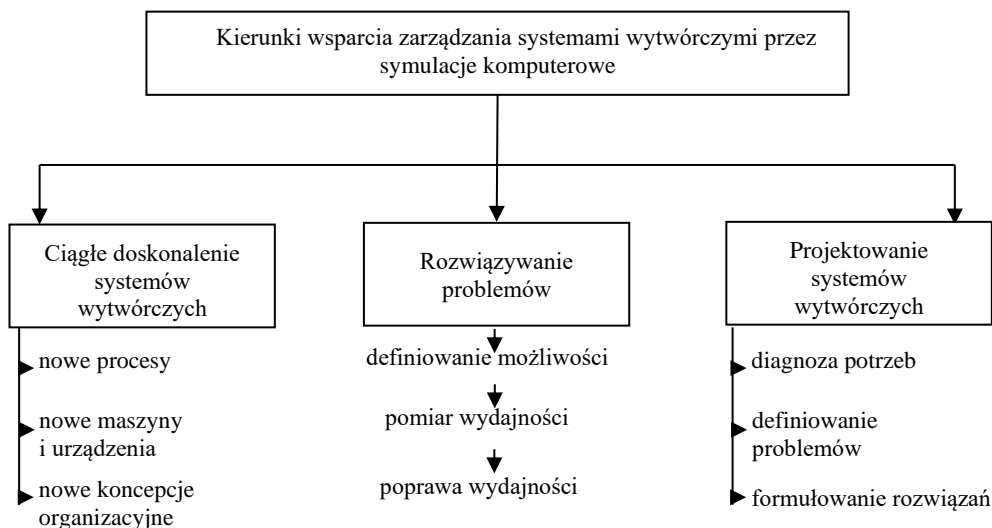 Kierunki wsparcia zarządzania systemami wytwórczymi przez
symulacje komputerowe
Ciągłe doskonalenie
systemów
wytwórczych
nowe procesy
nowe maszyny
i urządzenia
nowe koncepcje
organizacyjne
Rozwiązywanie
problemów
definiowanie możliwości
pomiar wydajności
poprawa wydajności
Projektowanie
systemów
wytwórczych
diagnoza potrzeb
definiowanie
problemów
formułowanie rozwiązań